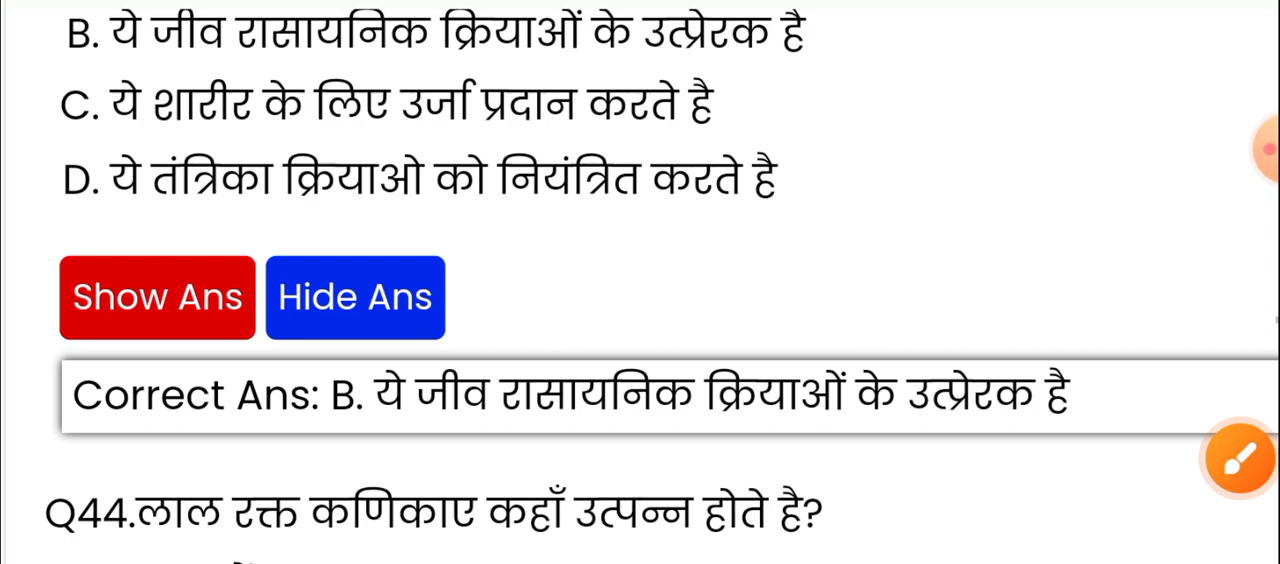 B. ये जीव रासायनिक क्रियाओं के उत्प्रेरक है
C. ये शारीर के लिए उर्जा प्रदान करते है
D. ये तंत्रिका क्रियाओ को नियंत्रित करते है
Show Ans Hide Ans
Correct Ans: B. ये जीव रासायनिक क्रियाओं के उत्प्रेरक है
Q44.लाल रक्त कणिकाए कहाँ उत्पन्न होते है?